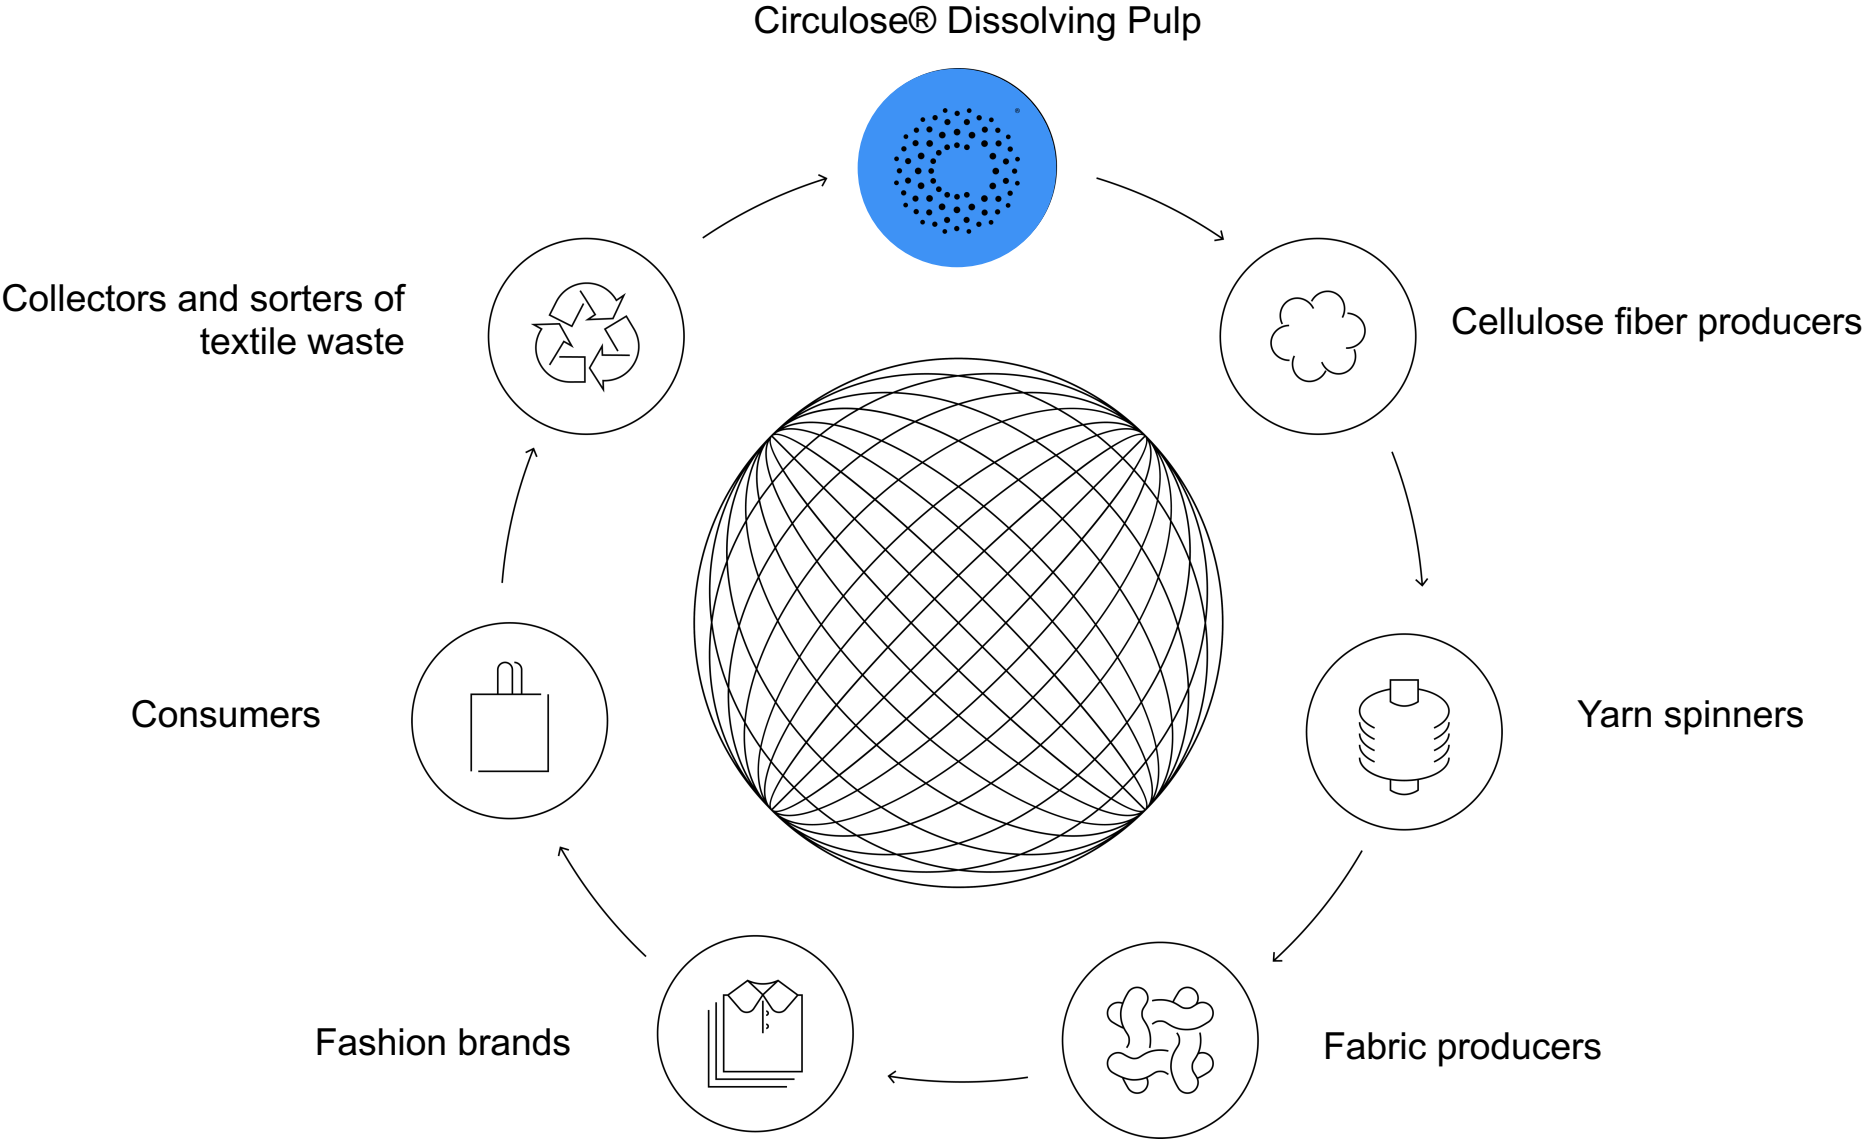 Circulose® Dissolving Pulp
Collectors and sorters of
textile waste
Cellulose fiber producers
Consumers
Yarn spinners
Fashion brands
Fabric producers